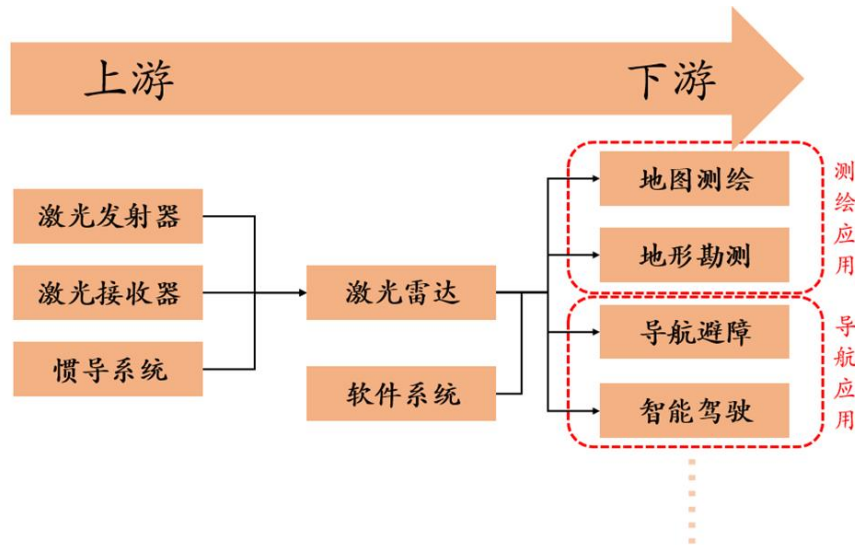 上游
下游
激光发射器
激光接收器
惯导系统
激光雷达
软件系统
地图测绘
地形勘测
导航避障
智能驾驶
测绘应用
导航应用